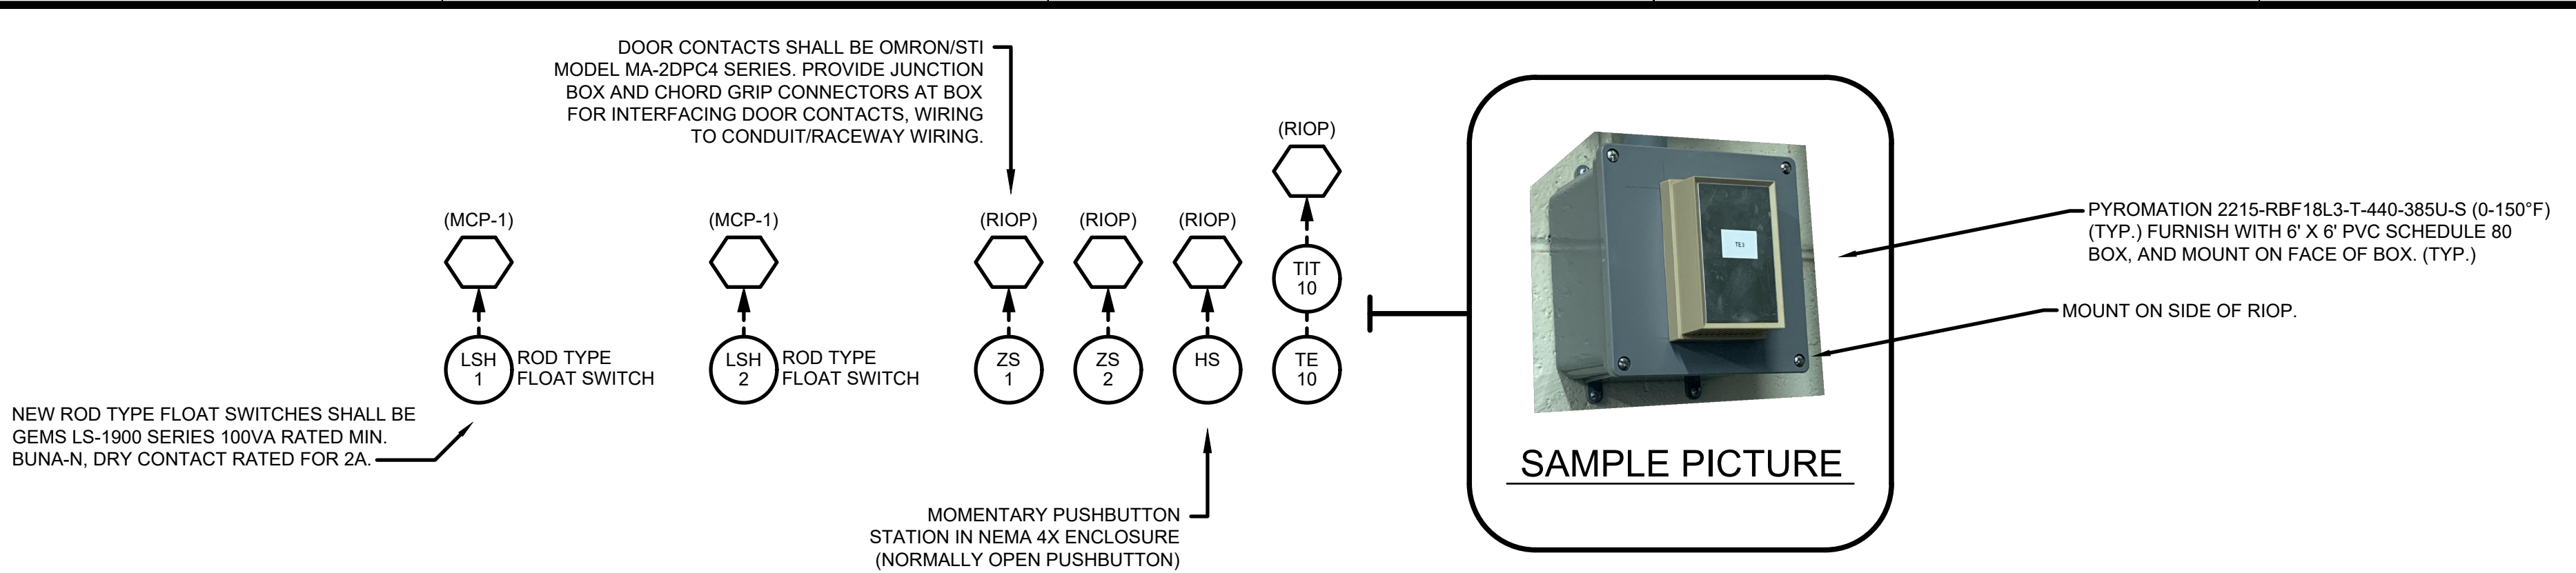 DOOR CONTACTS SHALL BE OMRON/STI
MODEL MA-2DPC4 SERIES. PROVIDE JUNCTION
BOX AND CHORD GRIP CONNECTORS AT BOX
FOR INTERFACING DOOR CONTACTS, WIRING
TO CONDUIT/RACEWAY WIRING.
(RIOP)
(MCP-1)
(MCP-1)
(RIOP)
(RIOP)
(RIOP)
TIT
10
LSH
1
ROD TYPE
FLOAT SWITCH
LSH
2
ROD TYPE
FLOAT SWITCH
ZS
1
ZS
2
HS
TE
10
NEW ROD TYPE FLOAT SWITCHES SHALL BE
GEMS LS-1900 SERIES 100VA RATED MIN.
BUNA-N, DRY CONTACT RATED FOR 2A.
MOMENTARY PUSHBUTTON
STATION IN NEMA 4X ENCLOSURE
(NORMALLY OPEN PUSHBUTTON)
TE3
SAMPLE PICTURE
PYROMATION 2215-RBF18L3-T-440-385U-S (0-150°F)
(TYP.) FURNISH WITH 6' X 6' PVC SCHEDULE 80
BOX, AND MOUNT ON FACE OF BOX. (TYP.)
MOUNT ON SIDE OF RIOP.